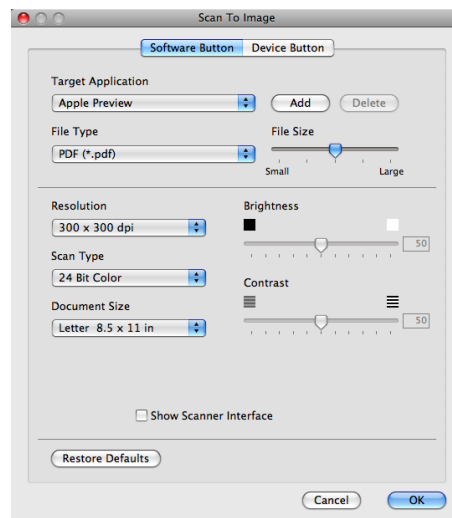 Scan To Image
Software Button Device Button
Target Application
Apple Preview Add Delete
File Type File Size
PDF (*.pdf)
Small Large
Resolution Brightness
300 x 300 dpi
50
Scan Type
24 Bit Color
Contrast
Document Size
Letter 8.5 x 11 in 50
Show Scanner Interface
Restore Defaults
Cancel OK